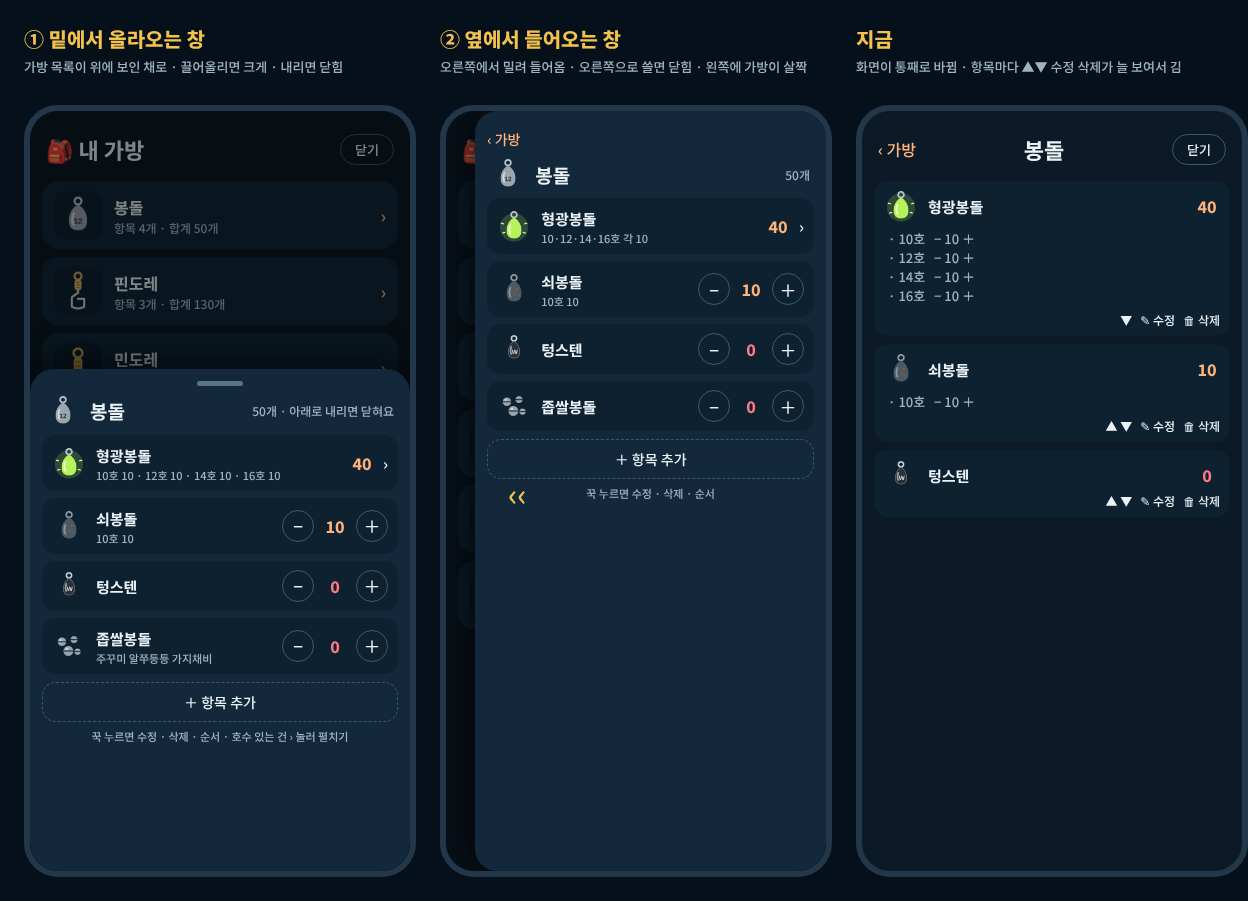 ① 밑에서 올라오는 창
가방 목록이 위에 보인 채로 · 끌어올리면 크게 · 내리면 닫힘
내 가방
닫기
봉돌
항목 4개 · 합계 50개
›
핀도레
항목 3개 · 합계 130개
›
민도레
봉돌
50개 · 아래로 내리면 닫혀요
형광봉돌
10호 10 · 12호 10 · 14호 10 · 16호 10
40 ›
쇠봉돌
10호 10
− 10 +
텅스텐
− 0 +
좁쌀봉돌
주꾸미 알쭈등등 가지채비
− 0 +
+ 항목 추가
꾹 누르면 수정 · 삭제 · 순서 · 호수 있는 건 › 눌러 펼치기
② 옆에서 들어오는 창
오른쪽에서 밀려 들어옴 · 오른쪽으로 쓸면 닫힘 · 왼쪽에 가방이 살짝
‹ 가방
봉돌
50개
형광봉돌
10·12·14·16호 각 10
40 ›
쇠봉돌
10호 10
− 10 +
텅스텐
− 0 +
좁쌀봉돌
− 0 +
+ 항목 추가
꾹 누르면 수정 · 삭제 · 순서
지금
화면이 통째로 바뀜 · 항목마다 ▲▼ 수정 삭제가 늘 보여서 김
‹ 가방
봉돌
닫기
형광봉돌
40
· 10호 − 10 +
· 12호 − 10 +
· 14호 − 10 +
· 16호 − 10 +
▼ ✎ 수정 🗑 삭제
쇠봉돌
10
· 10호 − 10 +
▲▼ ✎ 수정 🗑 삭제
텅스텐
0
▲▼ ✎ 수정 🗑 삭제